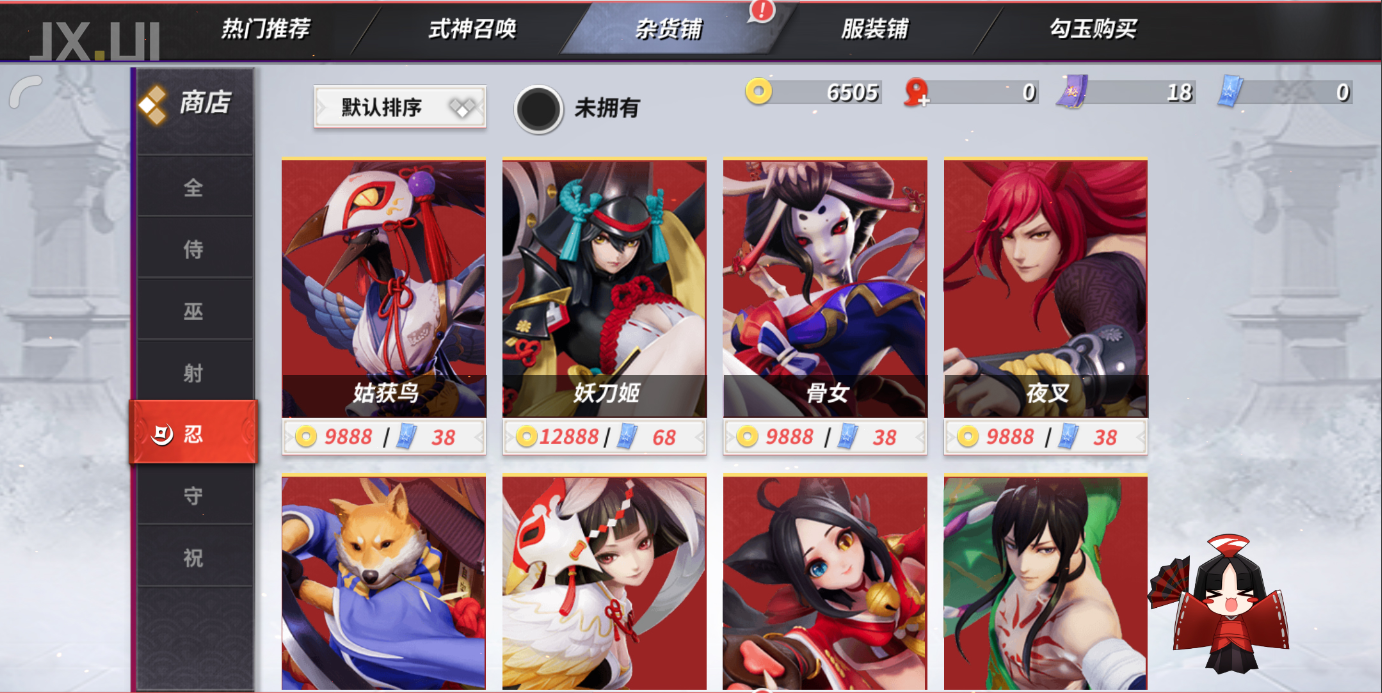 JX.UI
热门推荐
式神召唤
杂货铺
服装铺
勾玉购买
商店
默认排序
未拥有
6505
0
18
0
全
侍
巫
射
忍
守
祝
姑获鸟
妖刀姬
骨女
夜叉
9888 / 38
12888 / 68
9888 / 38
9888 / 38